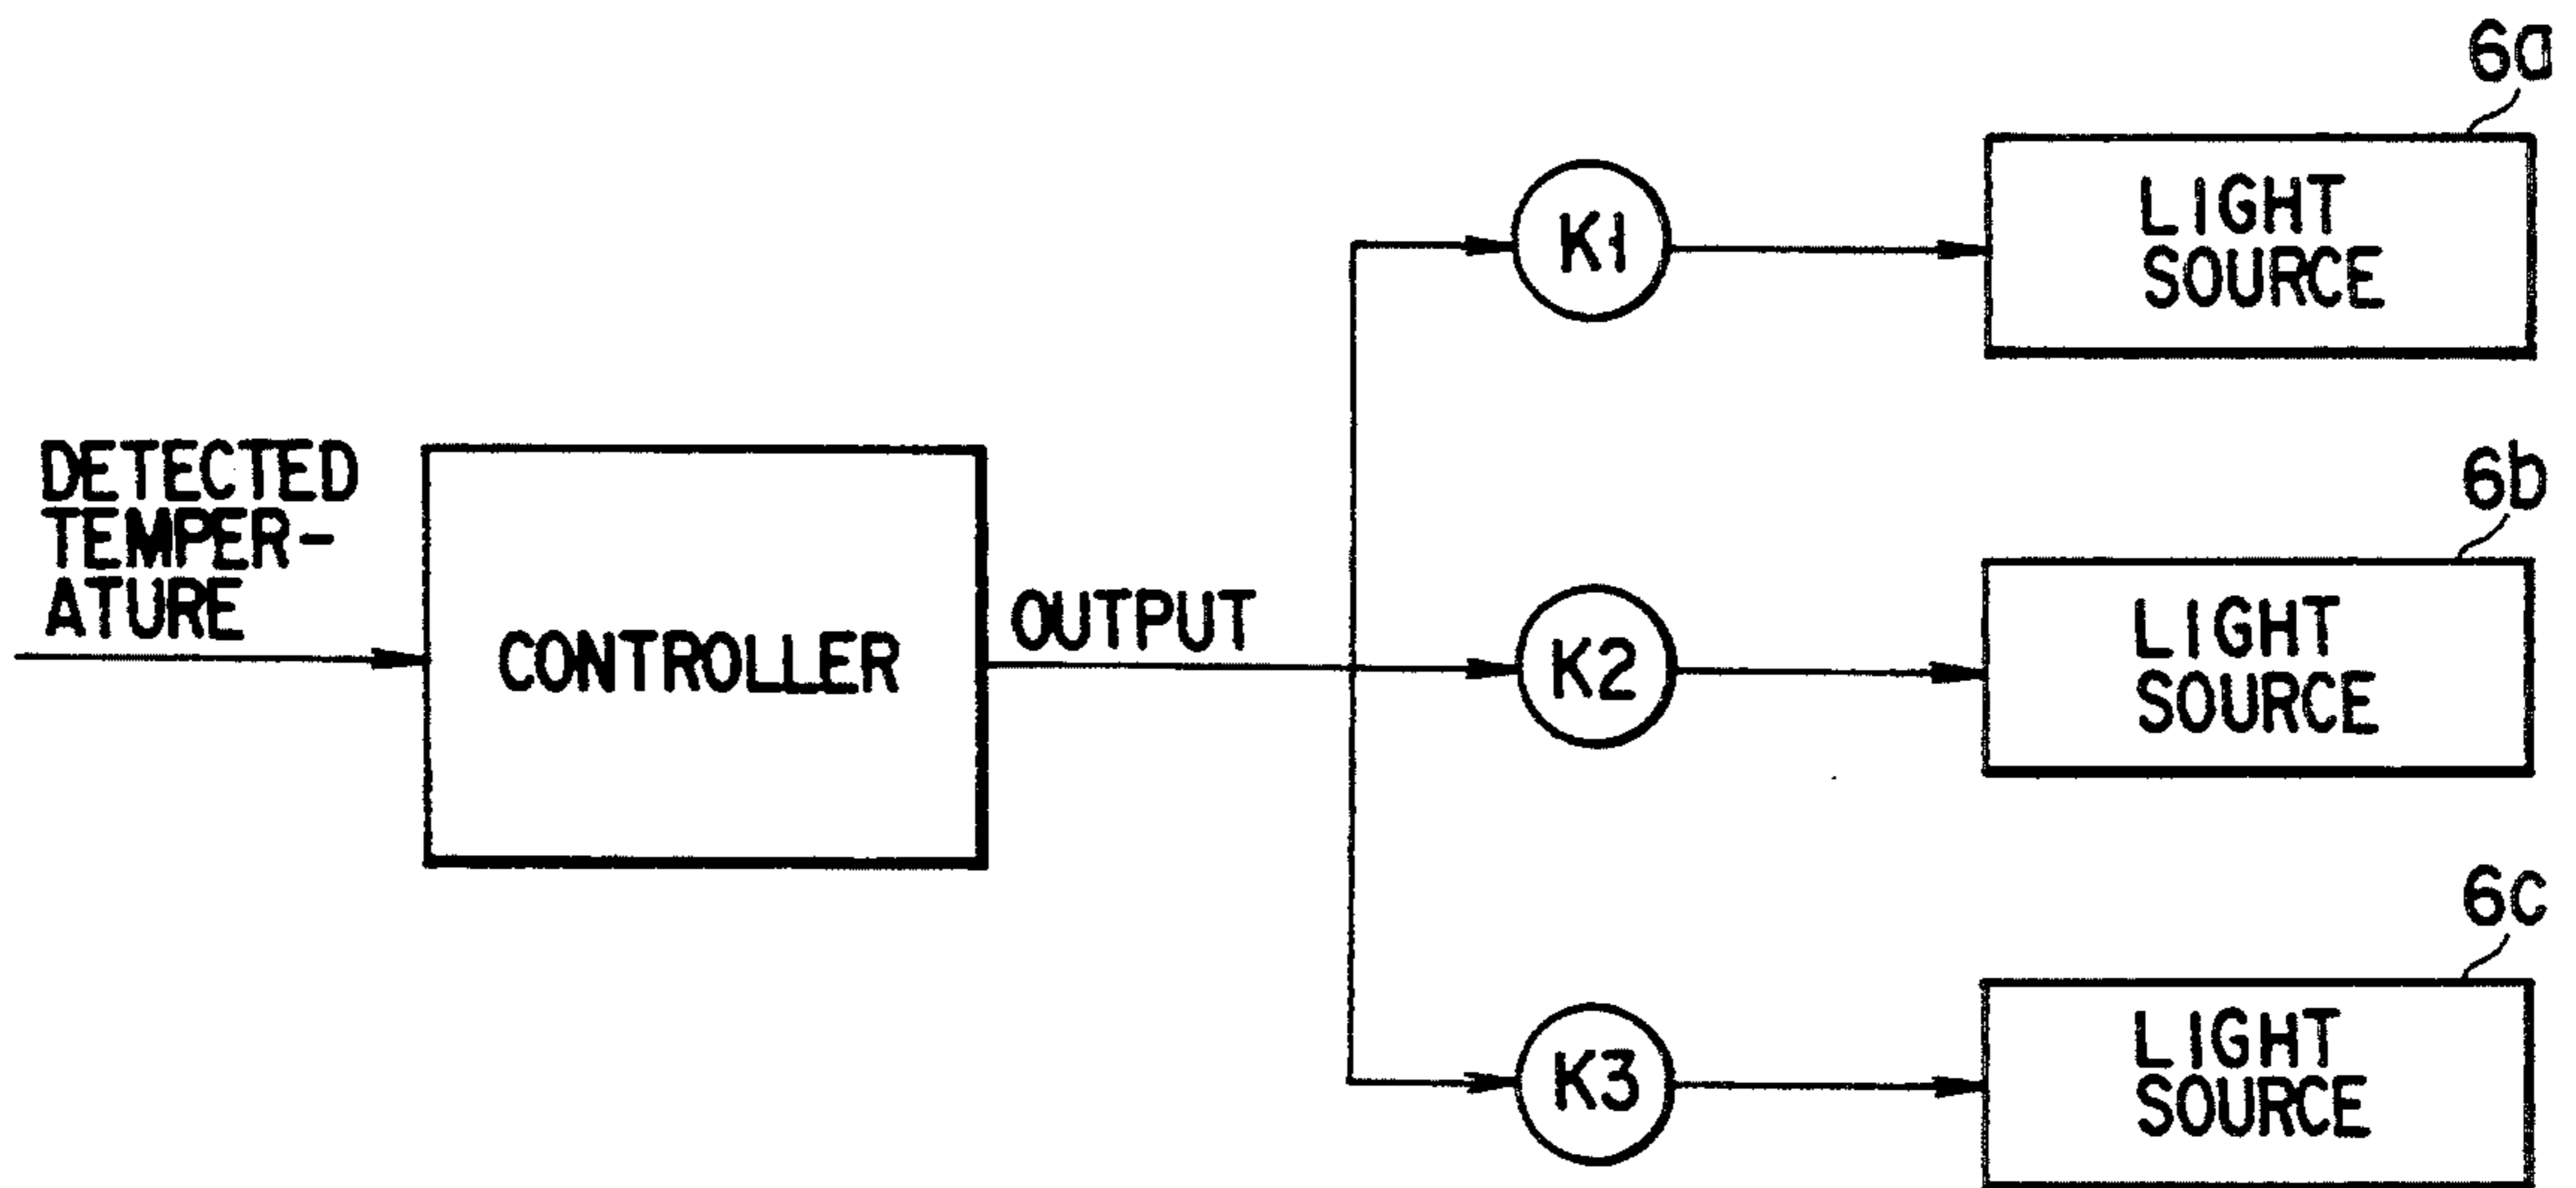 6a
K1
LIGHT
SOURCE
DETECTED
TEMPER-
ATURE
CONTROLLER
OUTPUT
6b
K2
LIGHT
SOURCE
6c
K3
LIGHT
SOURCE